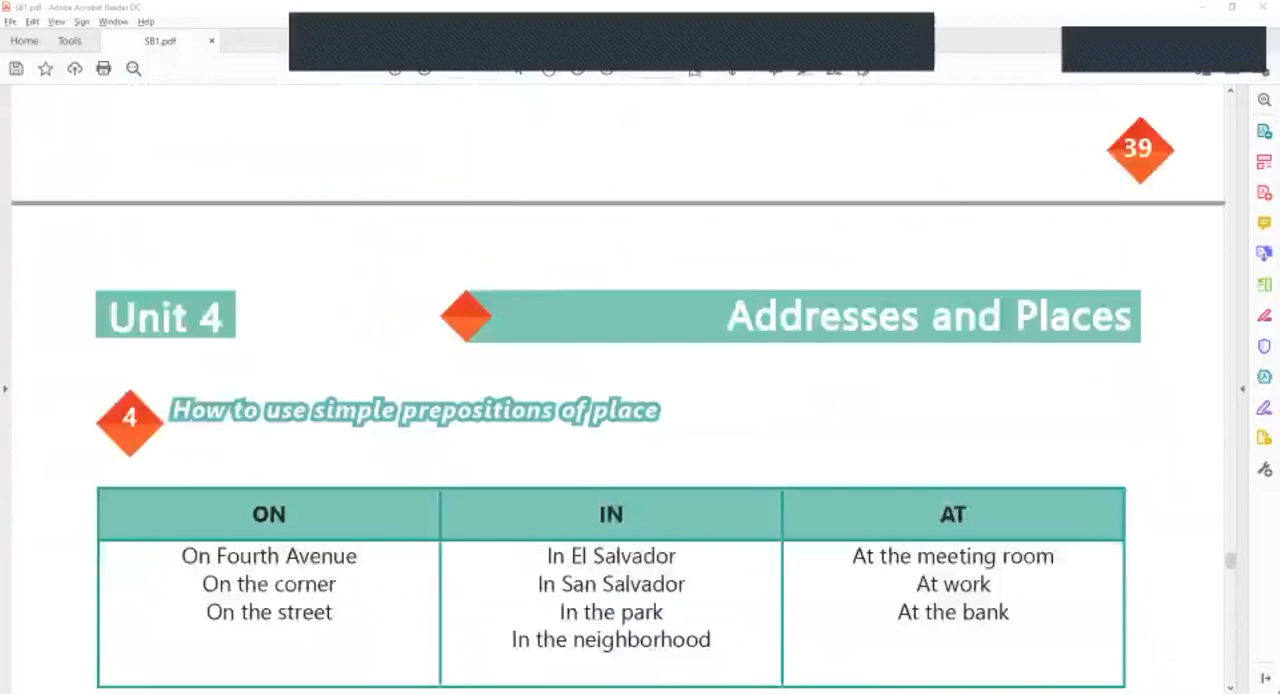 SB1.pdf - Adobe Acrobat Reader DC
File Edit View Sign Window Help
Home Tools SB1.pdf ×
39
Unit 4
Addresses and Places
4 How to use simple prepositions of place
ON IN AT
On Fourth Avenue In El Salvador At the meeting room
On the corner In San Salvador At work
On the street In the park At the bank
In the neighborhood